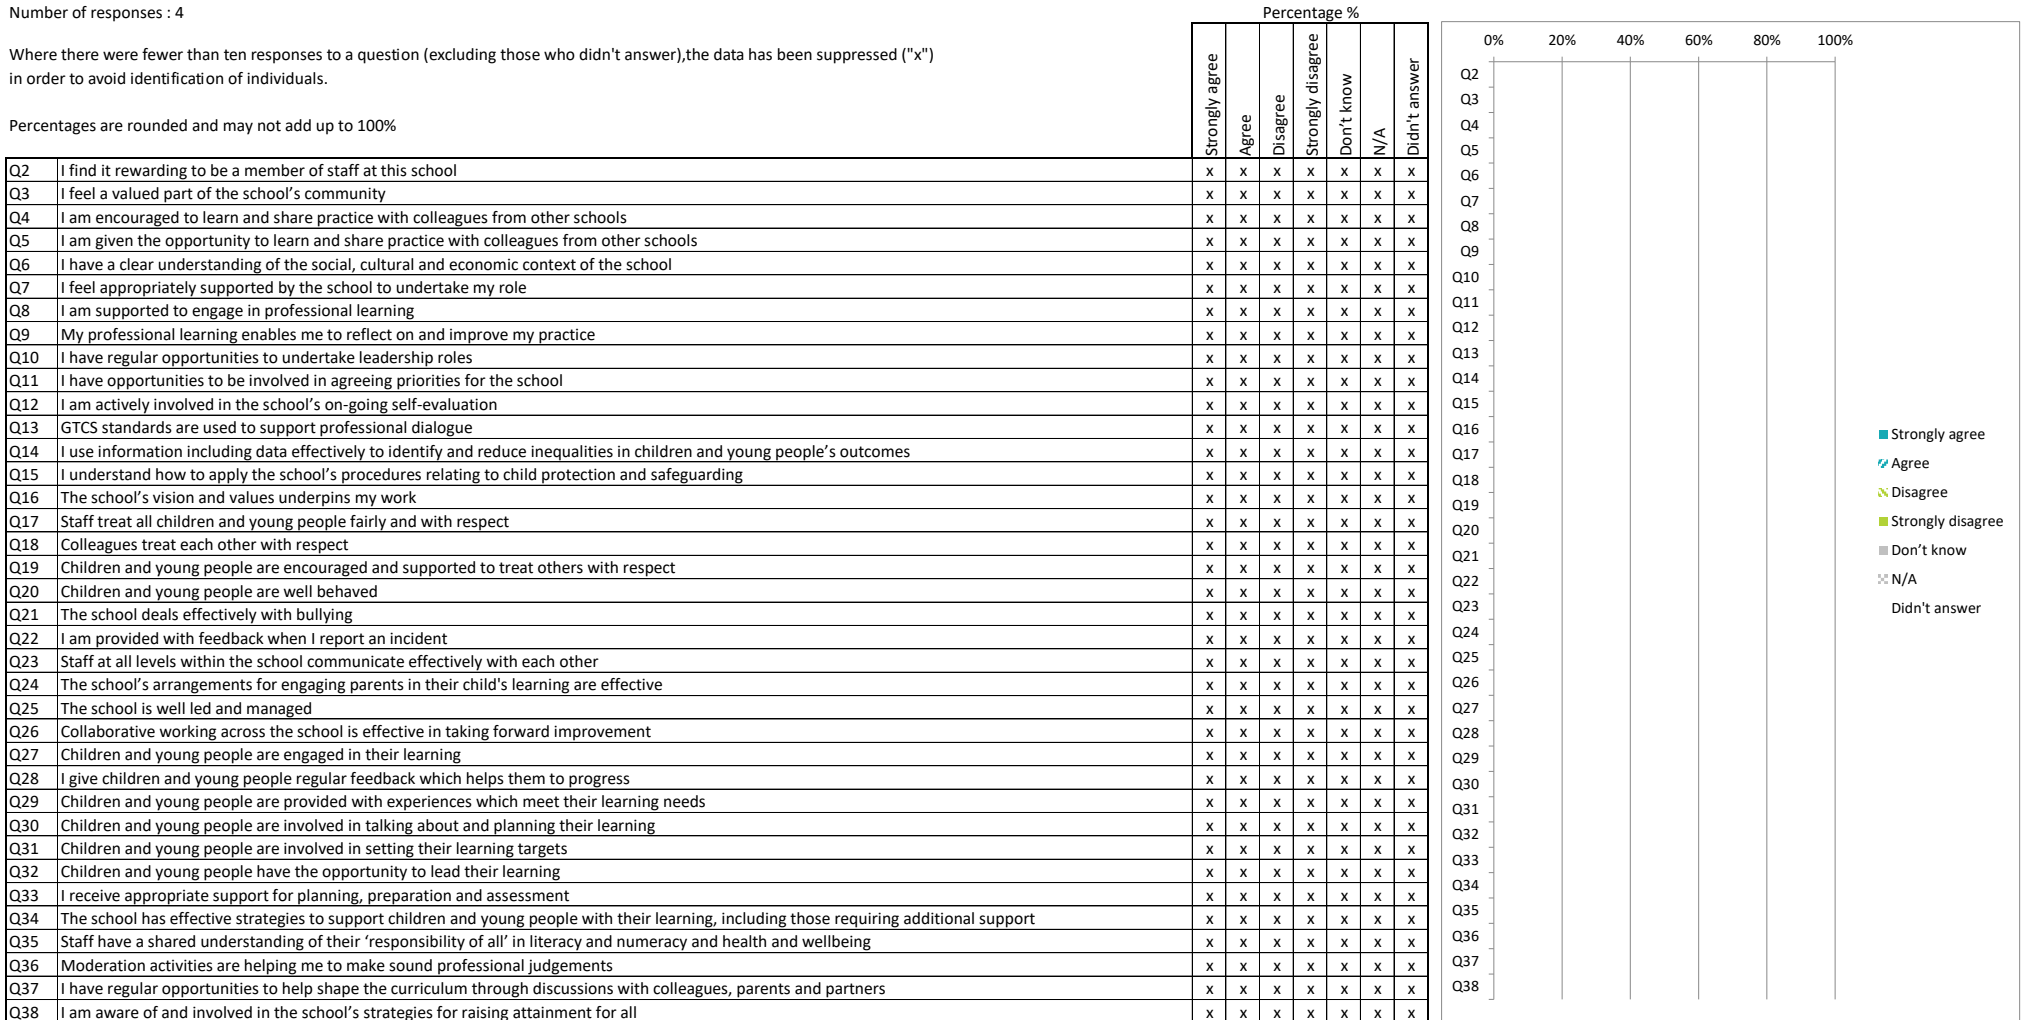 Number of responses : 4
Percentage %
Where there were fewer than ten responses to a question (excluding those who didn't answer),the data has been suppressed ("x")
in order to avoid identification of individuals.
Percentages are rounded and may not add up to 100%
Strongly agree
Agree
Disagree
Strongly disagree
Don't know
N/A
Didn't answer
Q2 I find it rewarding to be a member of staff at this school x x x x x x x
Q3 I feel a valued part of the school’s community x x x x x x x
Q4 I am encouraged to learn and share practice with colleagues from other schools x x x x x x x
Q5 I am given the opportunity to learn and share practice with colleagues from other schools x x x x x x x
Q6 I have a clear understanding of the social, cultural and economic context of the school x x x x x x x
Q7 I feel appropriately supported by the school to undertake my role x x x x x x x
Q8 I am supported to engage in professional learning x x x x x x x
Q9 My professional learning enables me to reflect on and improve my practice x x x x x x x
Q10 I have regular opportunities to undertake leadership roles x x x x x x x
Q11 I have opportunities to be involved in agreeing priorities for the school x x x x x x x
Q12 I am actively involved in the school’s on-going self-evaluation x x x x x x x
Q13 GTCS standards are used to support professional dialogue x x x x x x x
Q14 I use information including data effectively to identify and reduce inequalities in children and young people’s outcomes x x x x x x x
Q15 I understand how to apply the school’s procedures relating to child protection and safeguarding x x x x x x x
Q16 The school’s vision and values underpins my work x x x x x x x
Q17 Staff treat all children and young people fairly and with respect x x x x x x x
Q18 Colleagues treat each other with respect x x x x x x x
Q19 Children and young people are encouraged and supported to treat others with respect x x x x x x x
Q20 Children and young people are well behaved x x x x x x x
Q21 The school deals effectively with bullying x x x x x x x
Q22 I am provided with feedback when I report an incident x x x x x x x
Q23 Staff at all levels within the school communicate effectively with each other x x x x x x x
Q24 The school’s arrangements for engaging parents in their child's learning are effective x x x x x x x
Q25 The school is well led and managed x x x x x x x
Q26 Collaborative working across the school is effective in taking forward improvement x x x x x x x
Q27 Children and young people are engaged in their learning x x x x x x x
Q28 I give children and young people regular feedback which helps them to progress x x x x x x x
Q29 Children and young people are provided with experiences which meet their learning needs x x x x x x x
Q30 Children and young people are involved in talking about and planning their learning x x x x x x x
Q31 Children and young people are involved in setting their learning targets x x x x x x x
Q32 Children and young people have the opportunity to lead their learning x x x x x x x
Q33 I receive appropriate support for planning, preparation and assessment x x x x x x x
Q34 The school has effective strategies to support children and young people with their learning, including those requiring additional support x x x x x x x
Q35 Staff have a shared understanding of their ‘responsibility of all’ in literacy and numeracy and health and wellbeing x x x x x x x
Q36 Moderation activities are helping me to make sound professional judgements x x x x x x x
Q37 I have regular opportunities to help shape the curriculum through discussions with colleagues, parents and partners x x x x x x x
Q38 I am aware of and involved in the school’s strategies for raising attainment for all x x x x x x x
0% 20% 40% 60% 80% 100%
Q2
Q3
Q4
Q5
Q6
Q7
Q8
Q9
Q10
Q11
Q12
Q13
Q14
Q15
Q16
Q17
Q18
Q19
Q20
Q21
Q22
Q23
Q24
Q25
Q26
Q27
Q28
Q29
Q30
Q31
Q32
Q33
Q34
Q35
Q36
Q37
Q38
Strongly agree
Agree
Disagree
Strongly disagree
Don’t know
N/A
Didn't answer